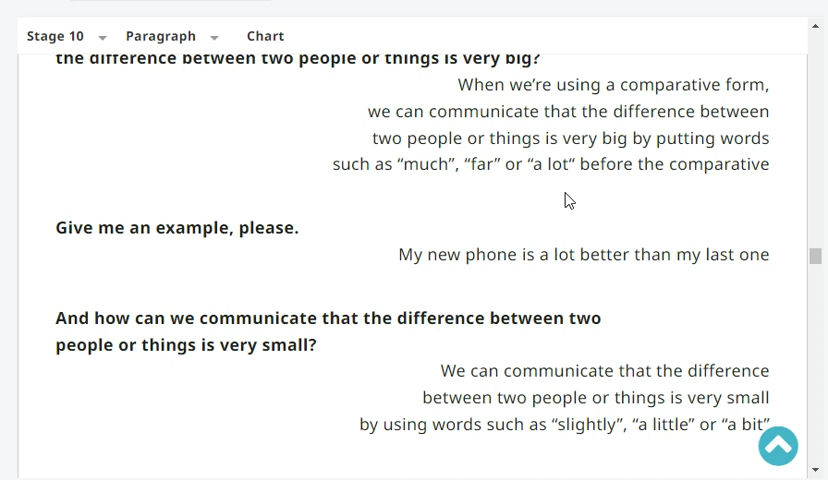 Stage 10 Paragraph Chart
the difference between two people or things is very big?
When we’re using a comparative form,
we can communicate that the difference between
two people or things is very big by putting words
such as “much”, “far” or “a lot“ before the comparative
Give me an example, please.
My new phone is a lot better than my last one
And how can we communicate that the difference between two
people or things is very small?
We can communicate that the difference
between two people or things is very small
by using words such as “slightly”, “a little” or “a bit”